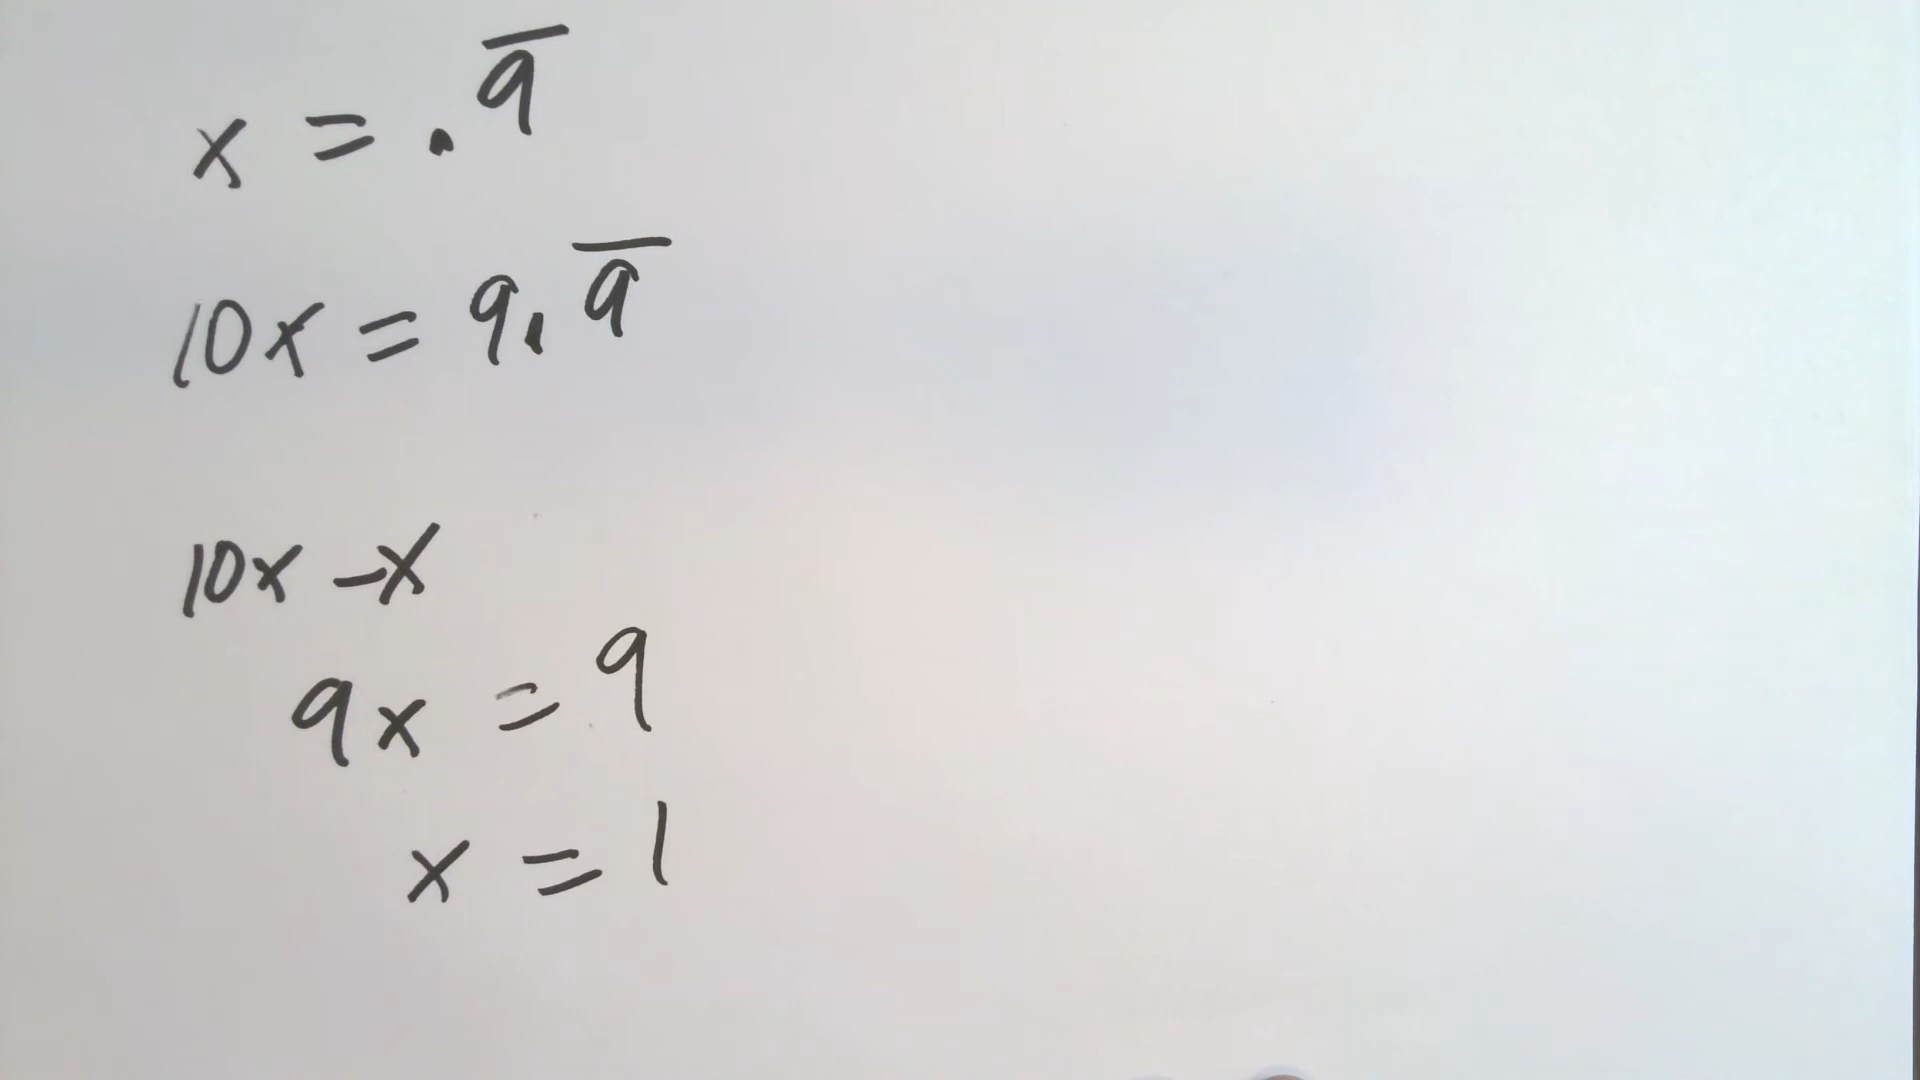 x = .9̅
10x = 9.9̅
10x - x
9x = 9
x = 1